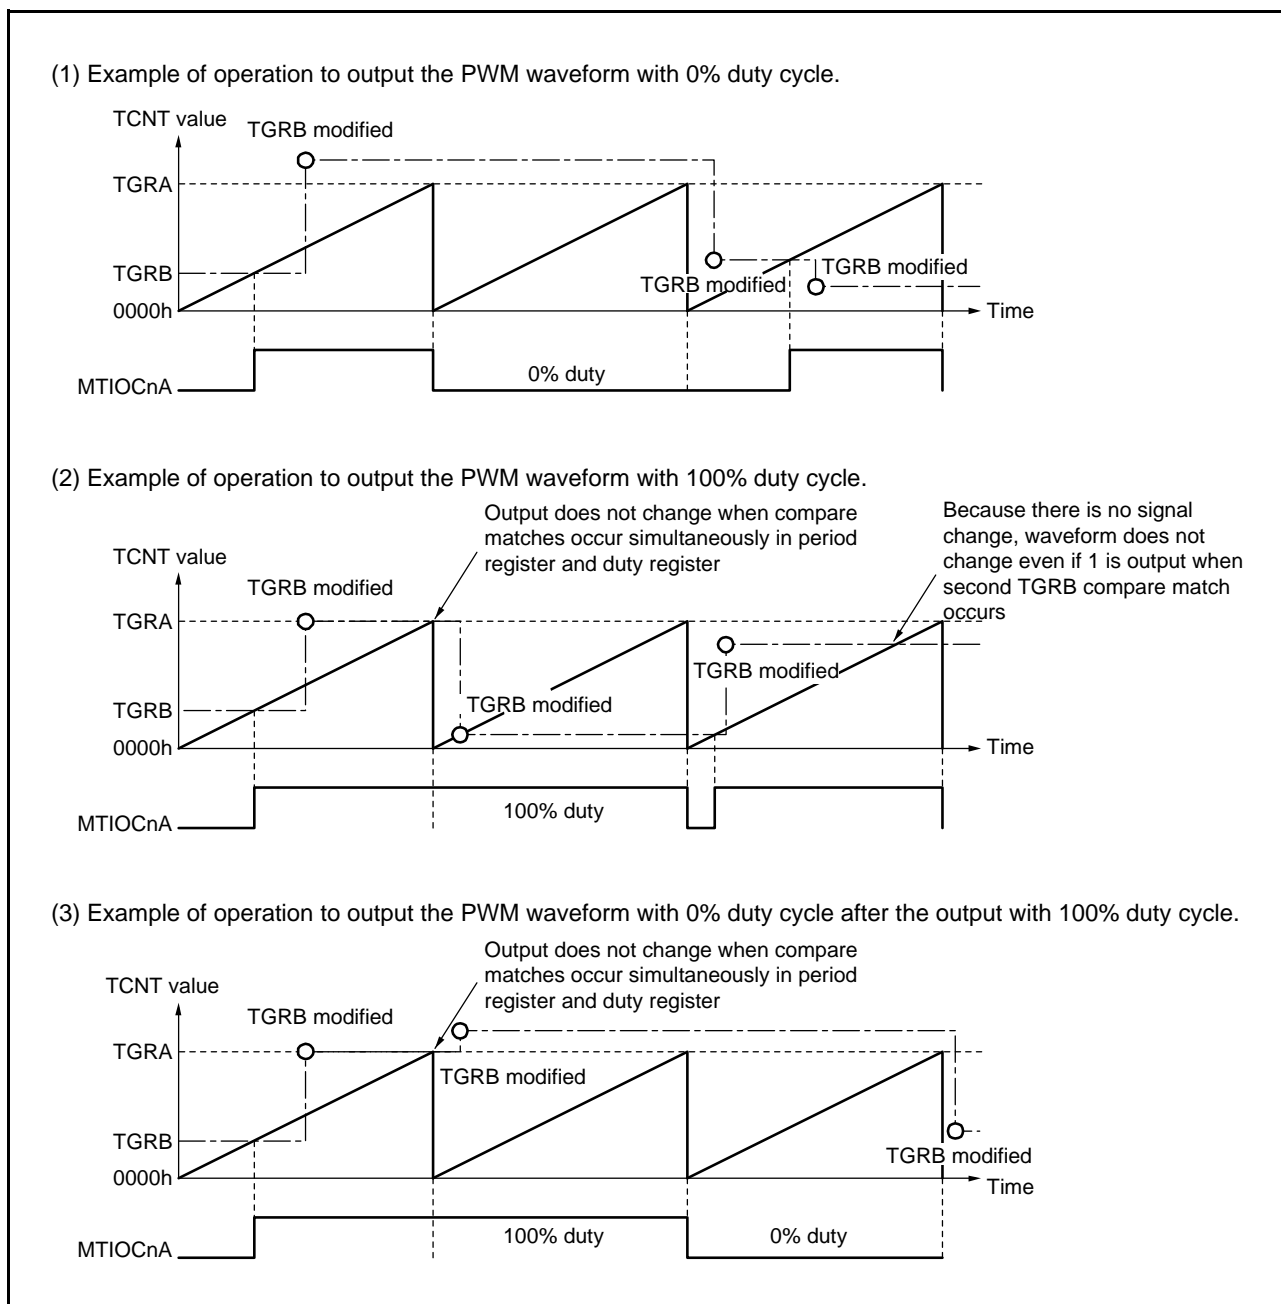 (1) Example of operation to output the PWM waveform with 0% duty cycle.
TCNT value
TGRB modified
TGRA
TGRB
TGRB modified
TGRB modified
0000h
Time
0% duty
MTIOCnA
(2) Example of operation to output the PWM waveform with 100% duty cycle.
Output does not change when compare
matches occur simultaneously in period
register and duty register
Because there is no signal
change, waveform does not
change even if 1 is output when
second TGRB compare match
occurs
TCNT value
TGRB modified
TGRA
TGRB modified
TGRB
TGRB modified
0000h
Time
100% duty
MTIOCnA
(3) Example of operation to output the PWM waveform with 0% duty cycle after the output with 100% duty cycle.
Output does not change when compare
matches occur simultaneously in period
register and duty register
TCNT value
TGRB modified
TGRA
TGRB modified
TGRB
TGRB modified
0000h
Time
100% duty
0% duty
MTIOCnA